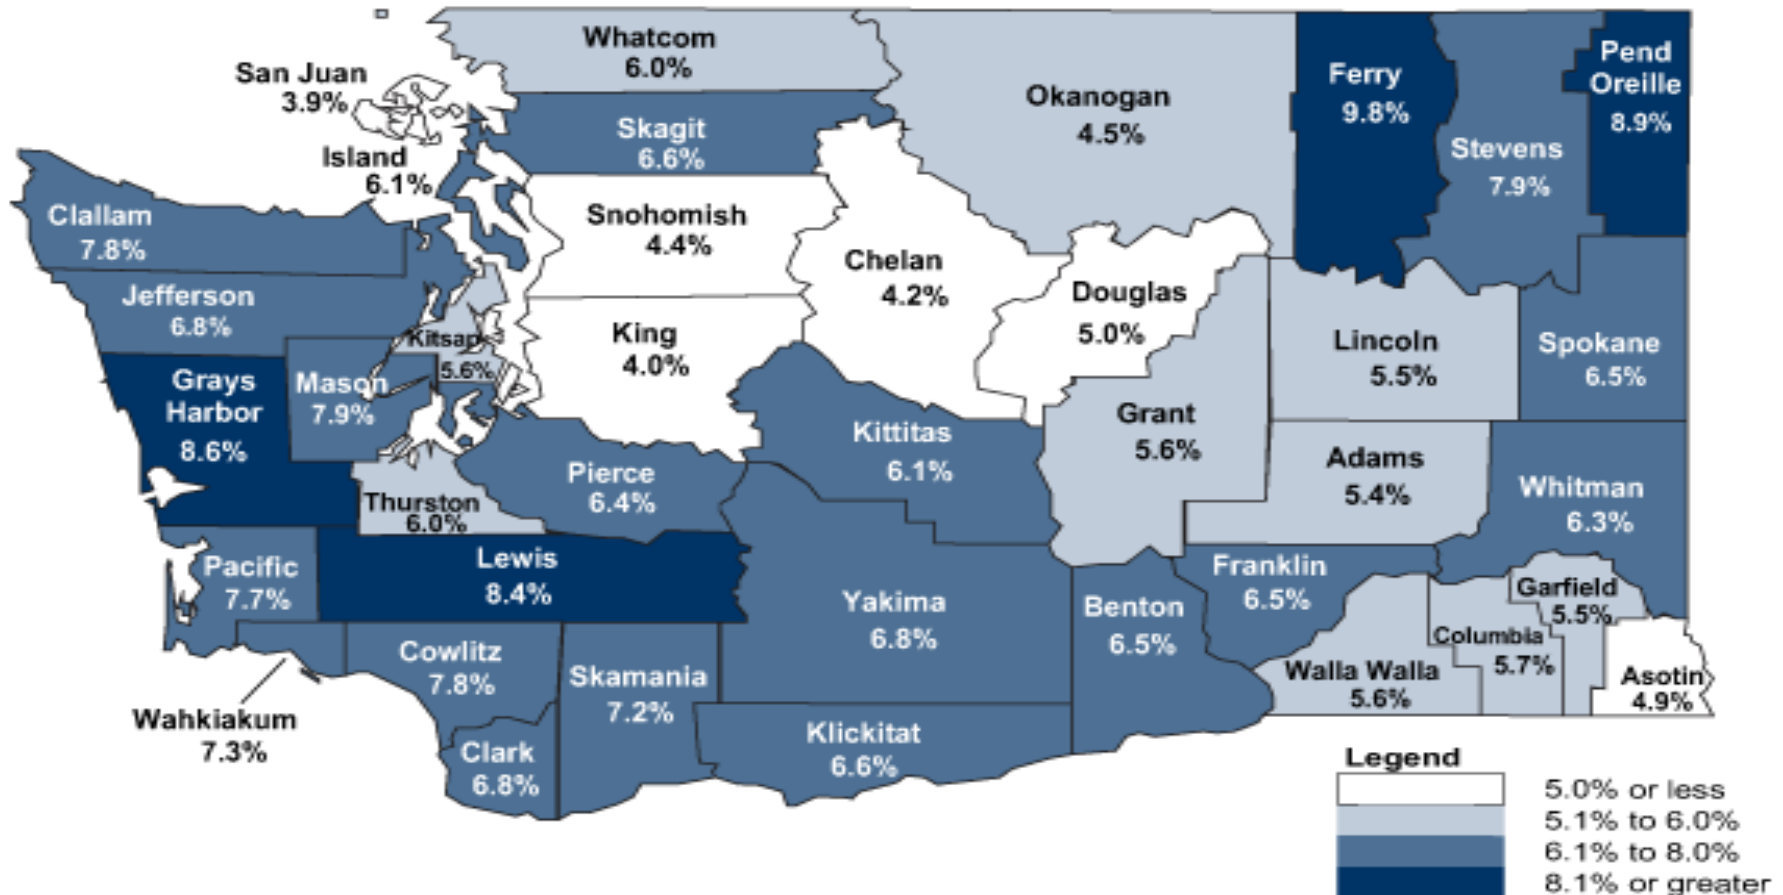 Whatcom
6.0%
San Juan
3.9%
Island
6.1%
Skagit
6.6%
Okanogan
4.5%
Ferry
9.8%
Stevens
7.9%
Pend
Oreille
8.9%
Clallam
7.8%
Snohomish
4.4%
Chelan
4.2%
Douglas
5.0%
Jefferson
6.8%
Kitsap
5.6%
King
4.0%
Lincoln
5.5%
Spokane
6.5%
Grays
Harbor
8.6%
Mason
7.9%
Grant
5.6%
Kittitas
6.1%
Adams
5.4%
Whitman
6.3%
Pierce
6.4%
Thurston
6.0%
Pacific
7.7%
Lewis
8.4%
Yakima
6.8%
Benton
6.5%
Franklin
6.5%
Garfield
5.5%
Columbia
5.7%
Walla Walla
5.6%
Asotin
4.9%
Wahkiakum
7.3%
Cowlitz
7.8%
Skamania
7.2%
Clark
6.8%
Klickitat
6.6%
Legend
5.0% or less
5.1% to 6.0%
6.1% to 8.0%
8.1% or greater